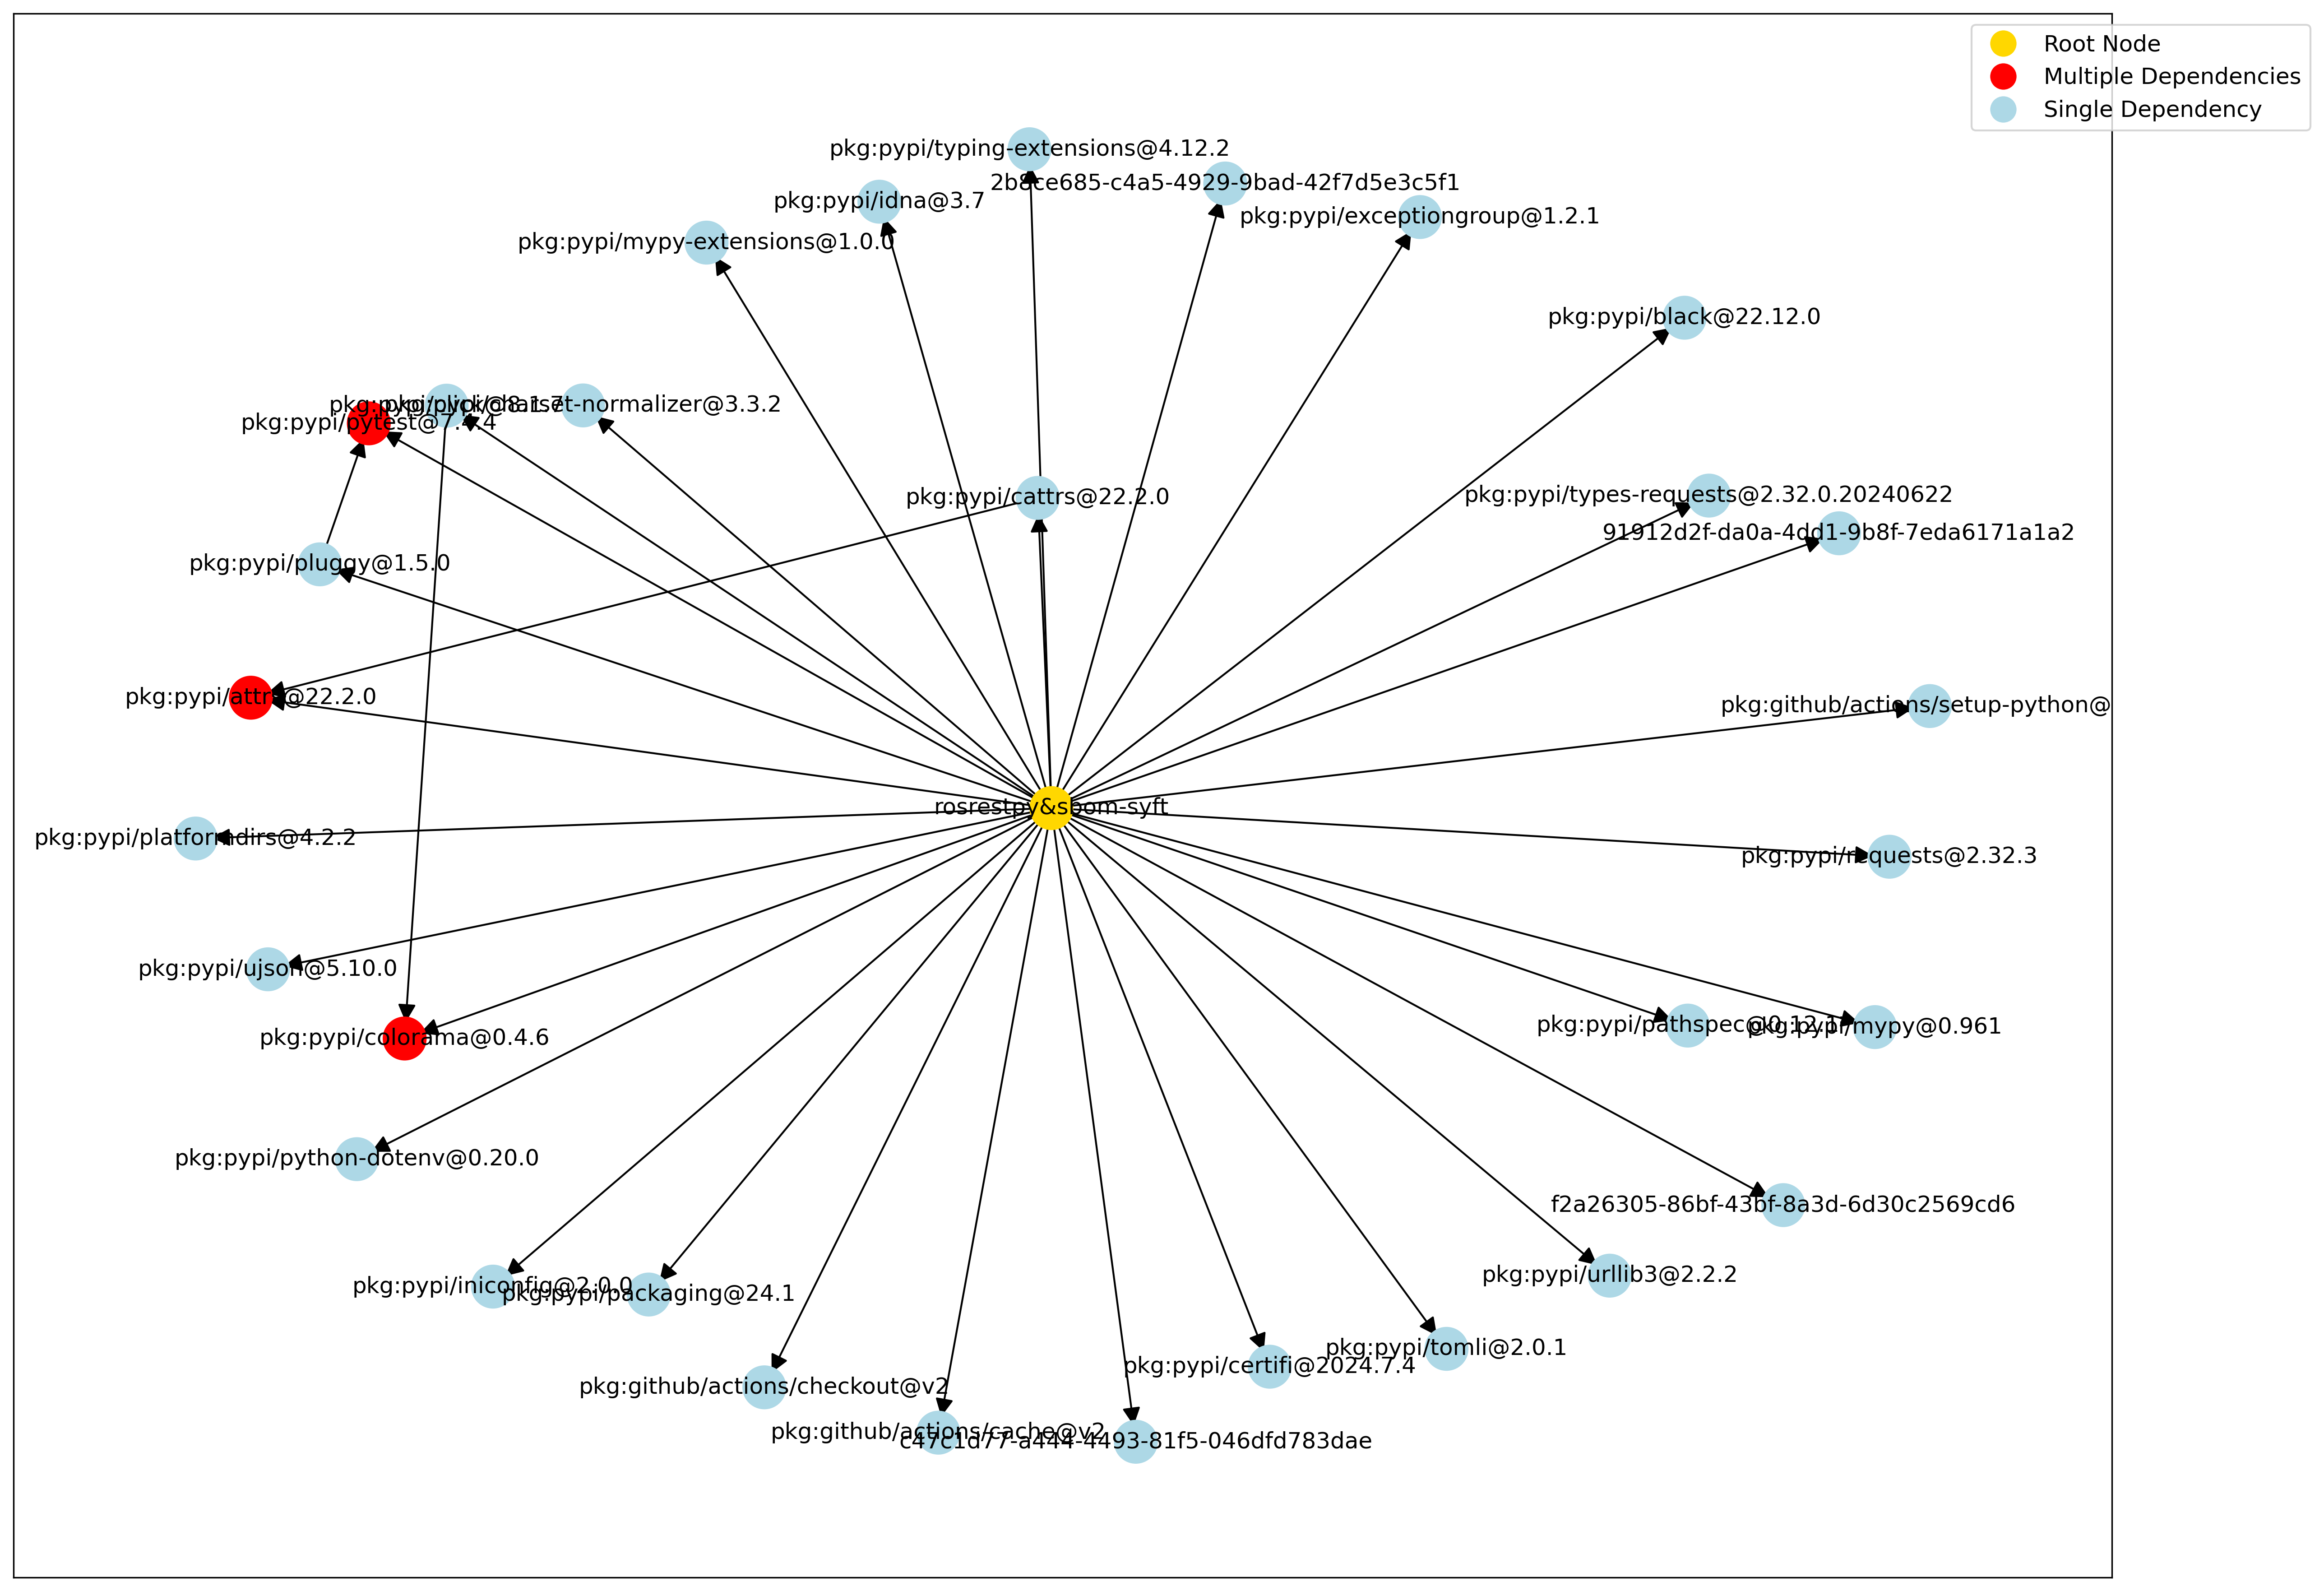 Root Node
Multiple Dependencies
Single Dependency
pkg:pypi/typing-extensions@4.12.2
2b8ce685-c4a5-4929-9bad-42f7d5e3c5f1
pkg:pypi/idna@3.7
pkg:pypi/exceptiongroup@1.2.1
pkg:pypi/mypy-extensions@1.0.0
pkg:pypi/black@22.12.0
pkg:pypi/click@8.1.7
pkg:pypi/charset-normalizer@3.3.2
pkg:pypi/pytest@7.4.4
pkg:pypi/types-requests@2.32.0.20240622
pkg:pypi/cattrs@22.2.0
91912d2f-da0a-4dd1-9b8f-7eda6171a1a2
pkg:pypi/pluggy@1.5.0
pkg:pypi/attrs@22.2.0
pkg:github/actions/setup-python@
rosrestpy&sbom-syft
pkg:pypi/platformdirs@4.2.2
pkg:pypi/requests@2.32.3
pkg:pypi/ujson@5.10.0
pkg:pypi/pathspec@0.12.1
pkg:pypi/mypy@0.961
pkg:pypi/colorama@0.4.6
pkg:pypi/python-dotenv@0.20.0
f2a26305-86bf-43bf-8a3d-6d30c2569cd6
pkg:pypi/urllib3@2.2.2
pkg:pypi/iniconfig@2.0.0
pkg:pypi/packaging@24.1
pkg:pypi/tomli@2.0.1
pkg:pypi/certifi@2024.7.4
pkg:github/actions/checkout@v2
pkg:github/actions/cache@v2
c47c1d77-a444-4493-81f5-046dfd783dae